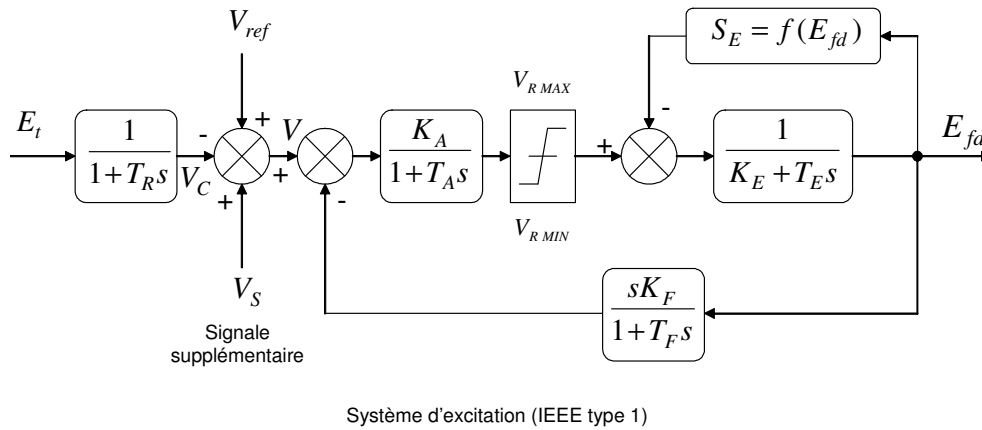 V_ref
S_E = f(E_fd)
V_R MAX
E_t
1
1+T_R s
-
V_C
+
+
V
+
-
K_A
1+T_A s
V_R MIN
+
-
1
K_E + T_E s
E_fd
V_S
Signale
supplémentaire
sK_F
1+T_F s
Système d'excitation (IEEE type 1)